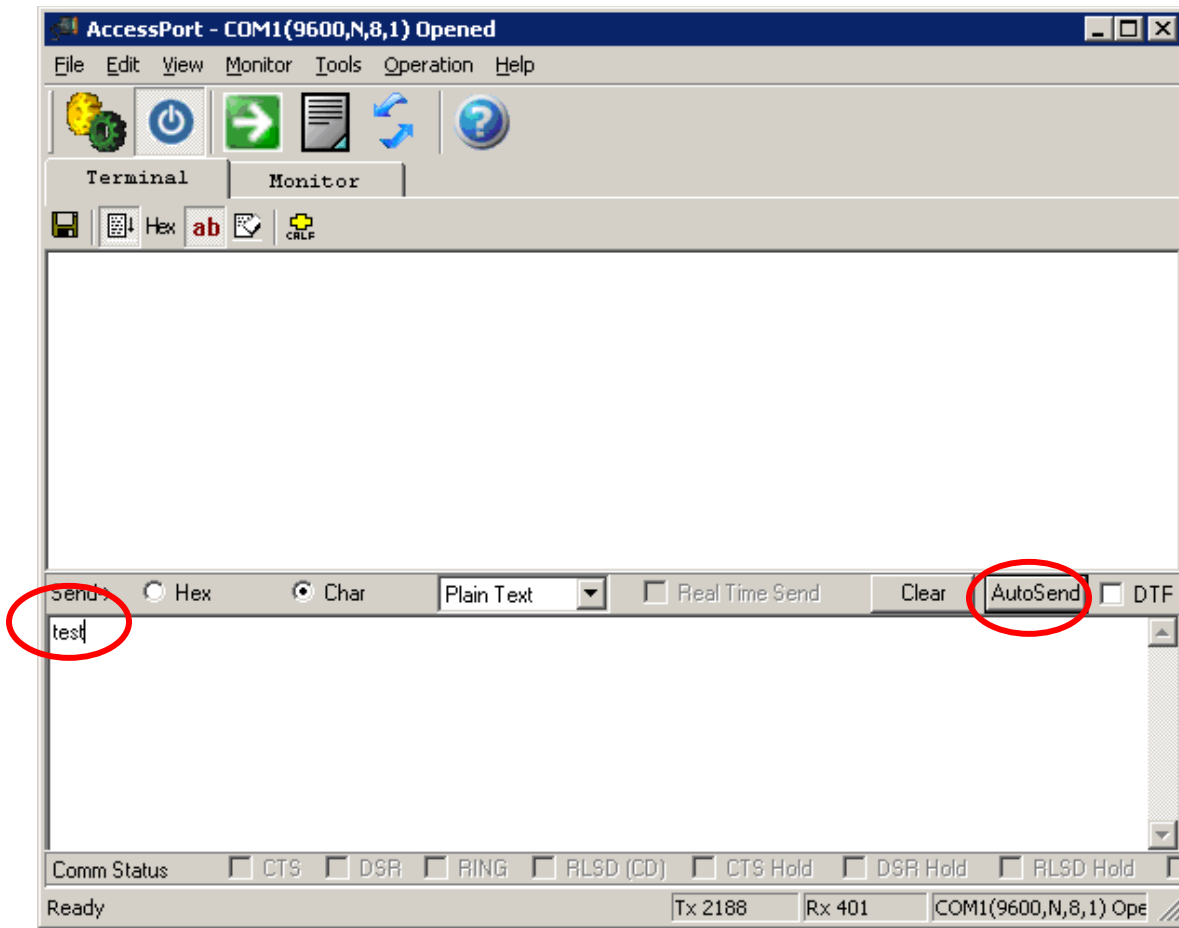 AccessPort - COM1(9600,N,8,1) Opened
File Edit View Monitor Tools Operation Help
Terminal Monitor
Hex ab CRLF
Send-> Hex Char Plain Text Real Time Send Clear AutoSend DTF
test
Comm Status CTS DSR RING RLSD (CD) CTS Hold DSR Hold RLSD Hold
Ready Tx 2188 Rx 401 COM1(9600,N,8,1) Ope